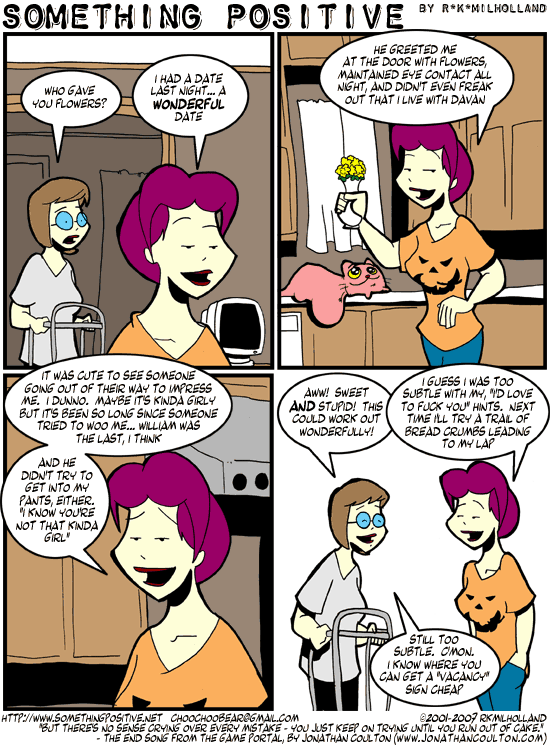 SOMETHING POSITIVE BY R*K*MILHOLLAND
WHO GAVE
YOU FLOWERS?
I HAD A DATE
LAST NIGHT... A
WONDERFUL
DATE
HE GREETED ME
AT THE DOOR WITH FLOWERS,
MAINTAINED EYE CONTACT ALL
NIGHT, AND DIDN'T EVEN FREAK
OUT THAT I LIVE WITH DAVAN
IT WAS CUTE TO SEE SOMEONE
GOING OUT OF THEIR WAY TO IMPRESS
ME. I DUNNO. MAYBE IT'S KINDA GIRLY
BUT IT'S BEEN SO LONG SINCE SOMEONE
TRIED TO WOO ME... WILLIAM WAS
THE LAST, I THINK
AND HE
DIDN'T TRY TO
GET INTO MY
PANTS, EITHER.
"I KNOW YOU'RE
NOT THAT KINDA
GIRL"
AWW! SWEET
AND STUPID! THIS
COULD WORK OUT
WONDERFULLY!
I GUESS I WAS TOO
SUBTLE WITH MY, "I'D LOVE
TO FUCK YOU" HINTS. NEXT
TIME I'LL TRY A TRAIL OF
BREAD CRUMBS LEADING
TO MY LAP
STILL TOO
SUBTLE. C'MON.
I KNOW WHERE YOU
CAN GET A "VACANCY"
SIGN CHEAP
HTTP://WWW.SOMETHINGPOSITIVE.NET CHOOCHOOBEAR@GMAIL.COM ©2001-2007 RKMILHOLLAND
"BUT THERE'S NO SENSE CRYING OVER EVERY MISTAKE - YOU JUST KEEP ON TRYING UNTIL YOU RUN OUT OF CAKE."
- THE END SONG FROM THE GAME PORTAL, BY JONATHAN COULTON (WWW.JONATHANCOULTON.COM)